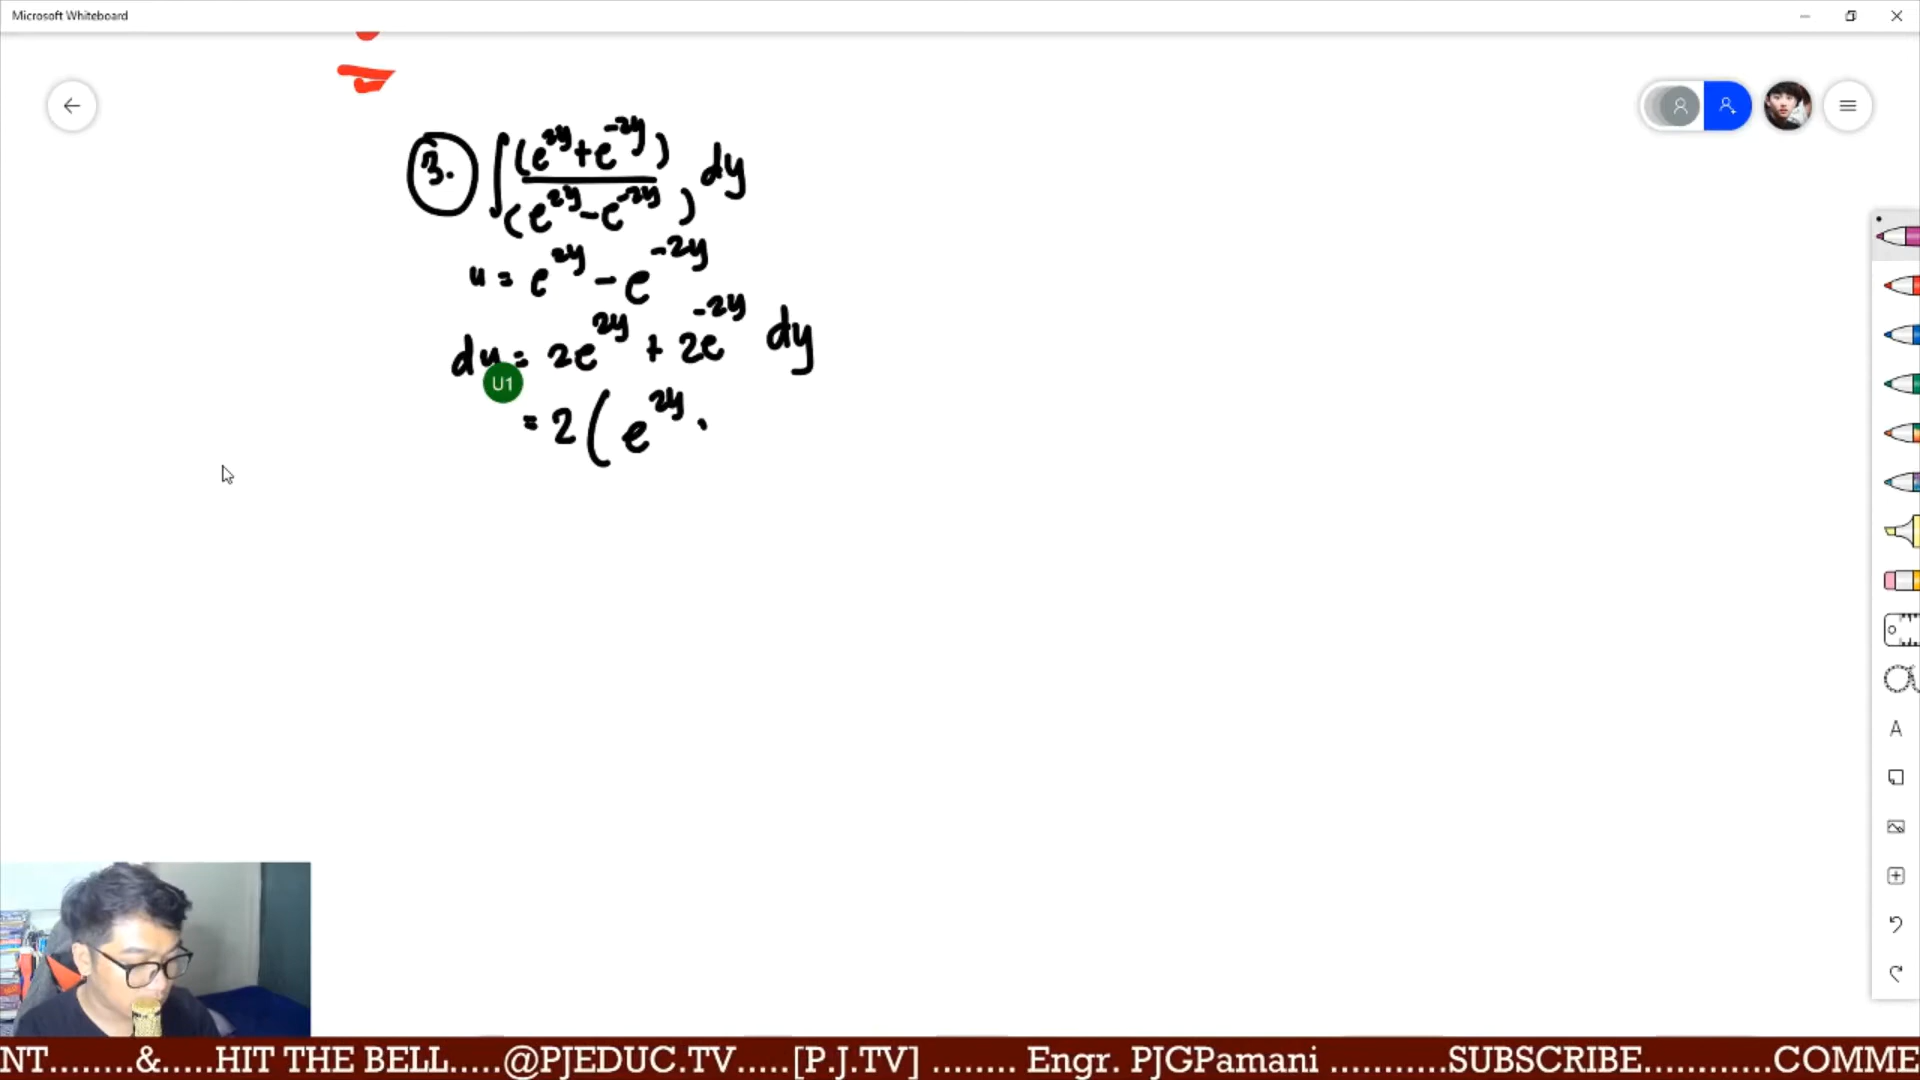 Microsoft Whiteboard
3. ∫ (e^{2y} + e^{-2y}) / (e^{2y} - e^{-2y}) dy
u = e^{2y} - e^{-2y}
du = 2e^{2y} + 2e^{-2y} dy
U1
= 2 ( e^{2y} .
A
NT........&.....HIT THE BELL.....@PJEDUC.TV.....[P.J.TV] ........ Engr. PJGPamani ...........SUBSCRIBE............COMME